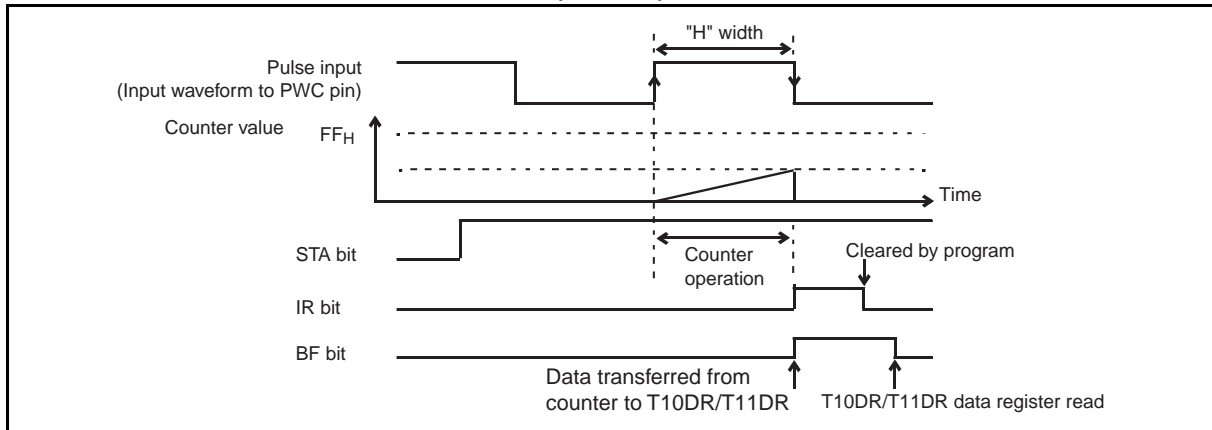 "H" width
Pulse input
(Input waveform to PWC pin)
Counter value
FFH
Time
STA bit
Counter
operation
Cleared by program
IR bit
BF bit
Data transferred from
counter to T10DR/T11DR
T10DR/T11DR data register read